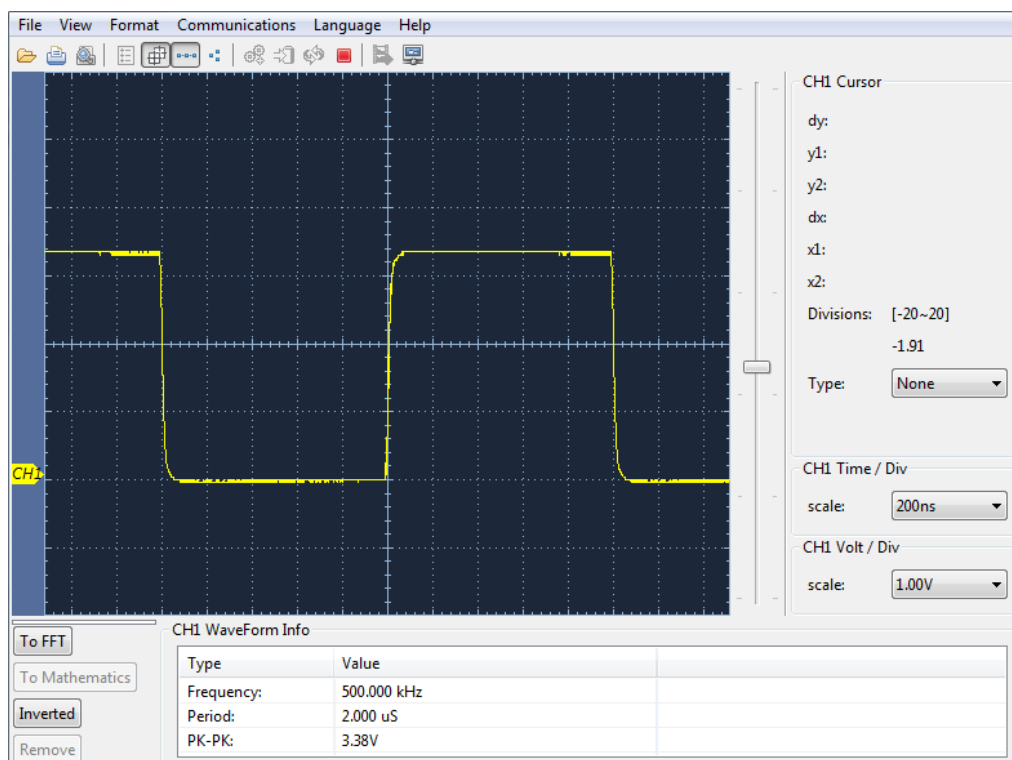 File View Format Communications Language Help
CH1 Cursor
dy:
y1:
y2:
dx:
x1:
x2:
Divisions: [-20~20]
-1.91
Type: None
CH1
CH1 Time / Div
scale: 200ns
CH1 Volt / Div
scale: 1.00V
To FFT
To Mathematics
Inverted
Remove
CH1 WaveForm Info
Type Value
Frequency: 500.000 kHz
Period: 2.000 uS
PK-PK: 3.38V